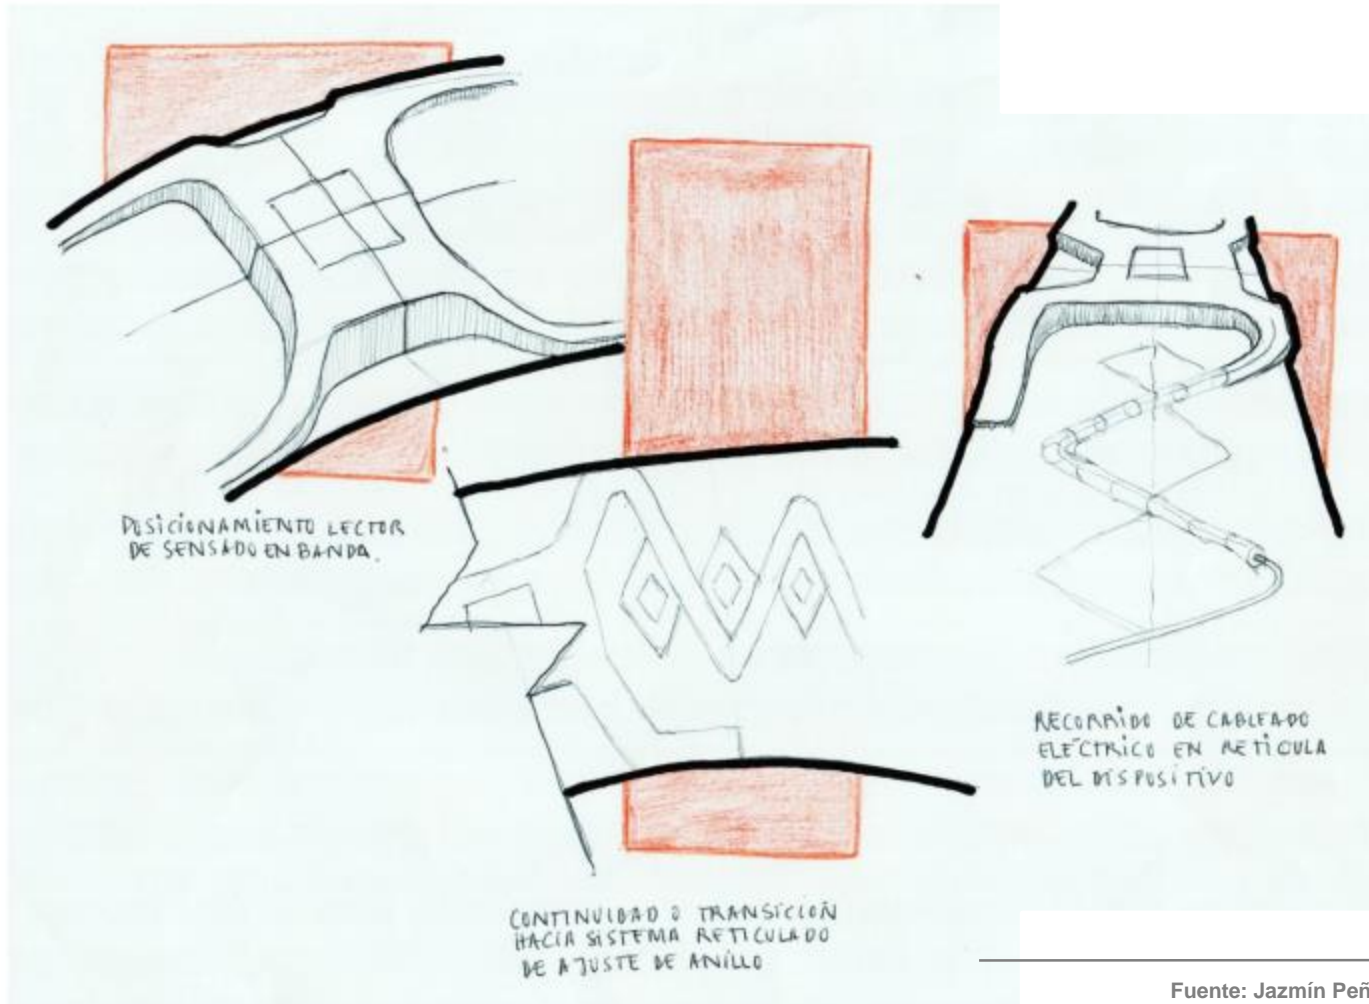 POSICIONAMIENTO LECTOR
DE SENSADO EN BANDA.
RECORRIDO DE CABLEADO
ELÉCTRICO EN RETICULA
DEL DISPOSITIVO
CONTINUIDAD O TRANSICIÓN
HACIA SISTEMA RETICULADO
DE AJUSTE DE ANILLO
Fuente: Jazmín Peñ